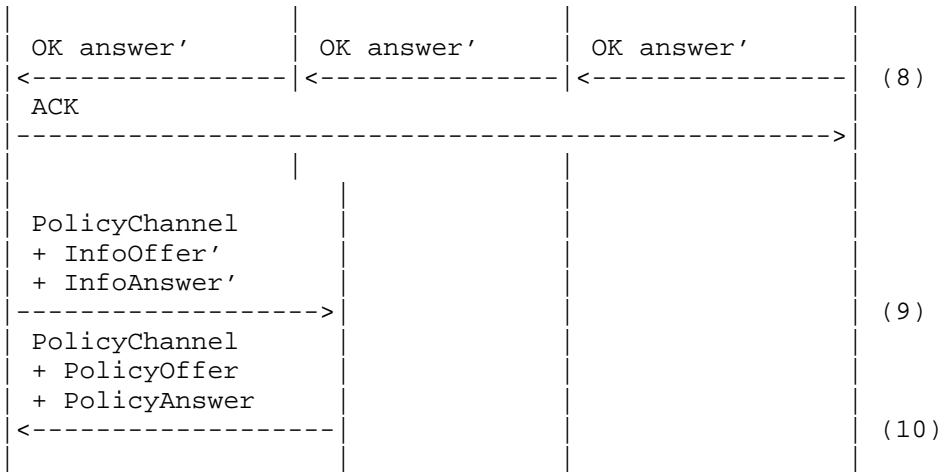 OK answer’ OK answer’ OK answer’
(8)
ACK
PolicyChannel
+ InfoOffer’
+ InfoAnswer’
(9)
PolicyChannel
+ PolicyOffer
+ PolicyAnswer
(10)